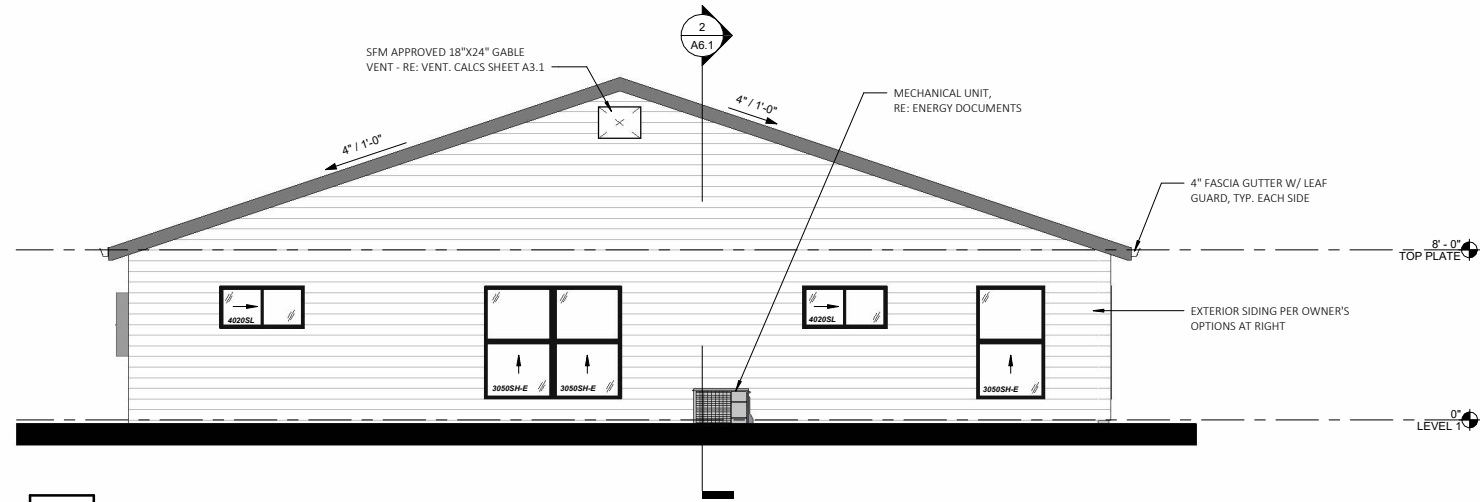 2
A6.1
SFM APPROVED 18"X24" GABLE
VENT - RE: VENT. CALCS SHEET A3.1
4" / 1'-0"
4" / 1'-0"
MECHANICAL UNIT,
RE: ENERGY DOCUMENTS
4" FASCIA GUTTER W/ LEAF
GUARD, TYP. EACH SIDE
8' - 0"
TOP PLATE
4020SL
4020SL
EXTERIOR SIDING PER OWNER'S
OPTIONS AT RIGHT
3050SH-E
3050SH-E
3050SH-E
0"
LEVEL 1